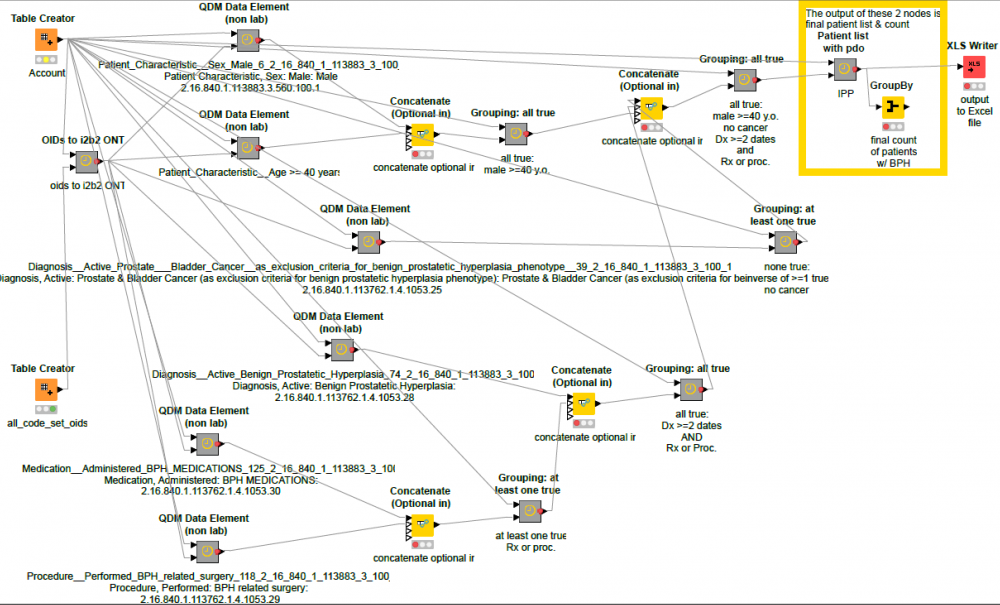 Table Creator
Account
OIDs to i2b2 ONT
oids to i2b2 ONT
Table Creator
all_code_set_oids
QDM Data Element
(non lab)
Patient_Characteristic__Sex_Male_6_2_16_840_1_113883_3_100_
Patient Characteristic, Sex: Male: Male
2.16.840.1.113883.3.560.100.1
QDM Data Element
(non lab)
Patient_Characteristic__Age >= 40 years
Concatenate
(Optional in)
concatenate optional in
Grouping: all true
all true:
male >=40 y.o.
Concatenate
(Optional in)
concatenate optional in
Grouping: all true
all true:
male >=40 y.o.
no cancer
Dx >=2 dates
and
Rx or proc.
The output of these 2 nodes is
final patient list & count
Patient list
with pdo
IPP
GroupBy
final count
of patients
w/ BPH
XLS Writer
XLS
output
to Excel
file
QDM Data Element
(non lab)
Diagnosis__Active_Prostate___Bladder_Cancer__as_exclusion_criteria_for_benign_prostatetic_hyperplasia_phenotype__39_2_16_840_1_113883_3_100_1
Diagnosis, Active: Prostate & Bladder Cancer (as exclusion criteria for benign prostatetic hyperplasia phenotype): Prostate & Bladder Cancer (as exclusion criteria for be
2.16.840.1.113762.1.4.1053.25
Grouping: at
least one true
none true:
inverse of >=1 true
no cancer
QDM Data Element
(non lab)
Diagnosis__Active_Benign_Prostatetic_Hyperplasia_74_2_16_840_1_113883_3_100
Diagnosis, Active: Benign Prostatetic Hyperplasia:
2.16.840.1.113762.1.4.1053.28
Concatenate
(Optional in)
concatenate optional in
Grouping: all true
all true:
Dx >=2 dates
AND
Rx or Proc.
QDM Data Element
(non lab)
Medication__Administered_BPH_MEDICATIONS_125_2_16_840_1_113883_3_10(
Medication, Administered: BPH MEDICATIONS:
2.16.840.1.113762.1.4.1053.30
Concatenate
(Optional in)
concatenate optional in
Grouping: at
least one true
at least one true
Rx or proc.
QDM Data Element
(non lab)
Procedure__Performed_BPH_related_surgery_118_2_16_840_1_113883_3_100_
Procedure, Performed: BPH related surgery:
2.16.840.1.113762.1.4.1053.29